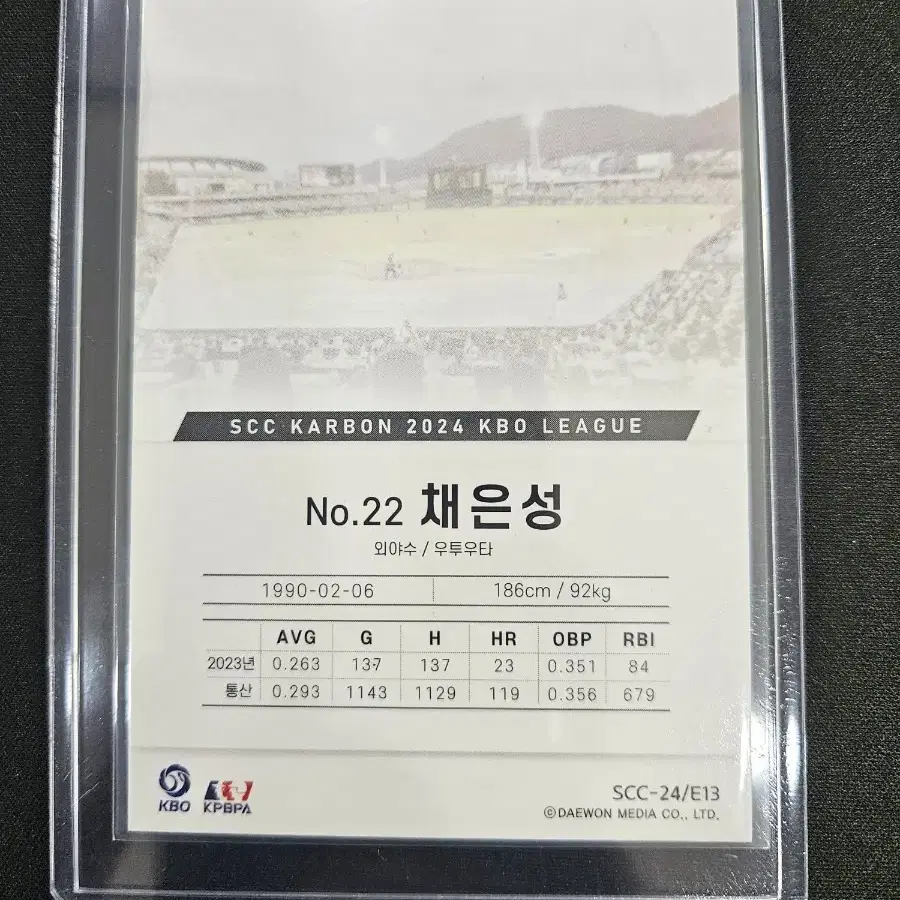 SCC KARBON 2024 KBO LEAGUE
No.22 채은성
외야수 / 우투우타
1990-02-06 186cm / 92kg
AVG G H HR OBP RBI
2023년 0.263 137 137 23 0.351 84
통산 0.293 1143 1129 119 0.356 679
KBO KPBPA
SCC-24/E13
©DAEWON MEDIA CO., LTD.